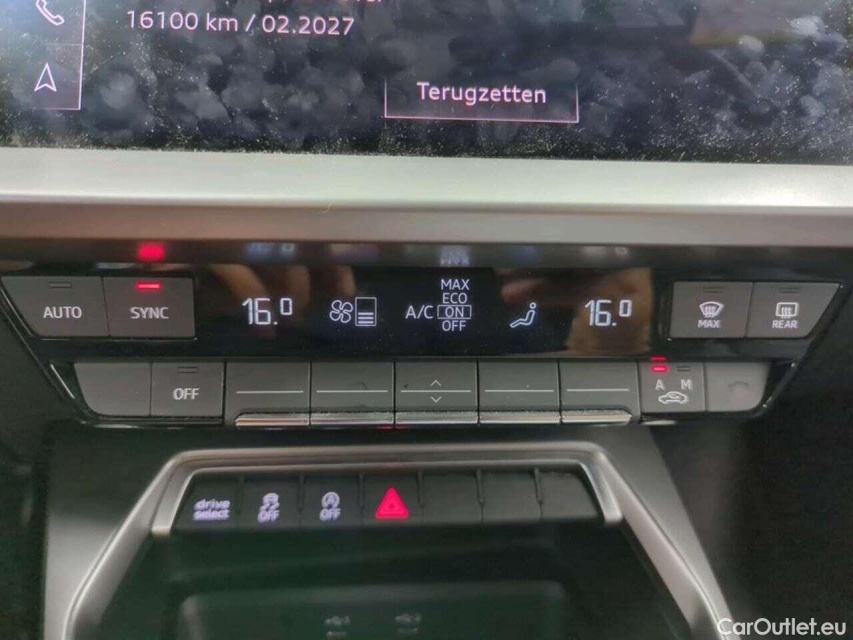 16100 km / 02.2027
Terugzetten
AUTO
SYNC
16.0
A/C
MAX
ECO
ON
OFF
16.0
MAX
REAR
OFF
A M
drive
select
OFF
OFF
CarOutlet.eu